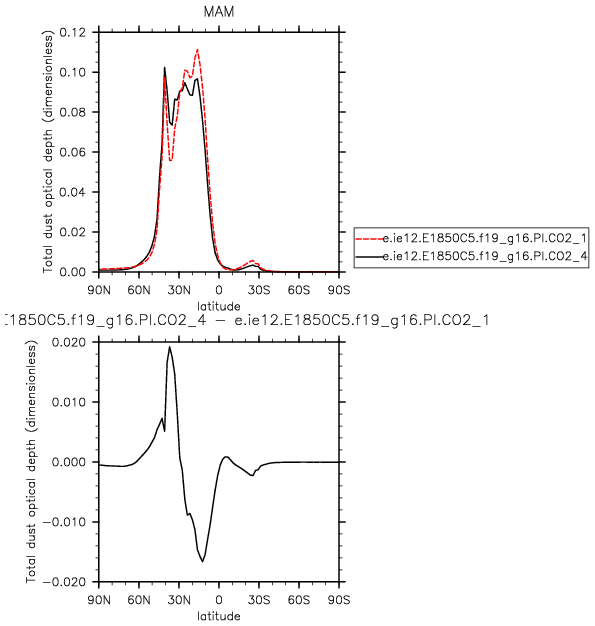 MAM
Total dust optical depth (dimensionless)
0.12
0.10
0.08
0.06
0.04
0.02
0.00
90N 60N 30N 0 30S 60S 90S
latitude
e.ie12.E1850C5.f19_g16.PI.CO2_1
e.ie12.E1850C5.f19_g16.PI.CO2_4
1850C5.f19_g16.PI.CO2_4 − e.ie12.E1850C5.f19_g16.PI.CO2_1
Total dust optical depth (dimensionless)
0.020
0.010
0.000
−0.010
−0.020
90N 60N 30N 0 30S 60S 90S
latitude